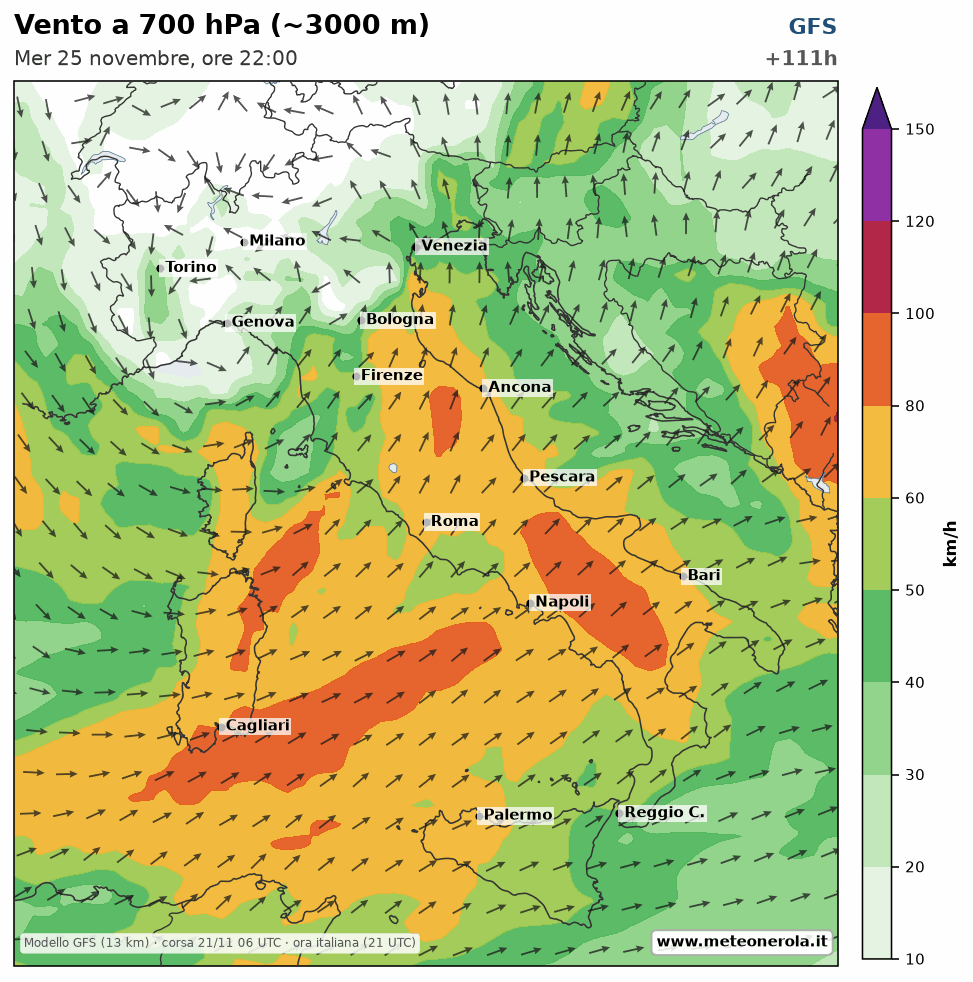 Vento a 700 hPa (~3000 m)
GFS
Mer 25 novembre, ore 22:00
+111h
Milano
Venezia
Torino
Genova
Bologna
Firenze
Ancona
Pescara
Roma
Bari
Napoli
Cagliari
Palermo
Reggio C.
150
120
100
80
60
50
40
30
20
10
km/h
Modello GFS (13 km) · corsa 21/11 06 UTC · ora italiana (21 UTC)
www.meteonerola.it